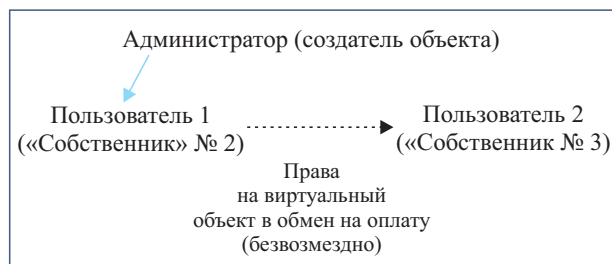 Администратор (создатель объекта)
Пользователь 1
(«Собственник» № 2)
Пользователь 2
(«Собственник № 3)
Права
на виртуальный
объект в обмен на оплату
(безвозмездно)